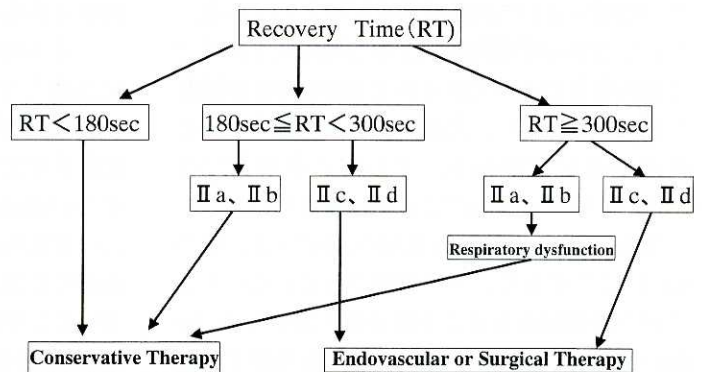 Recovery Time(RT)
RT<180sec
180sec≦RT<300sec
RT≧300sec
Ⅱa、Ⅱb
Ⅱc、Ⅱd
Ⅱa、Ⅱb
Ⅱc、Ⅱd
Respiratory dysfunction
Conservative Therapy
Endovascular or Surgical Therapy